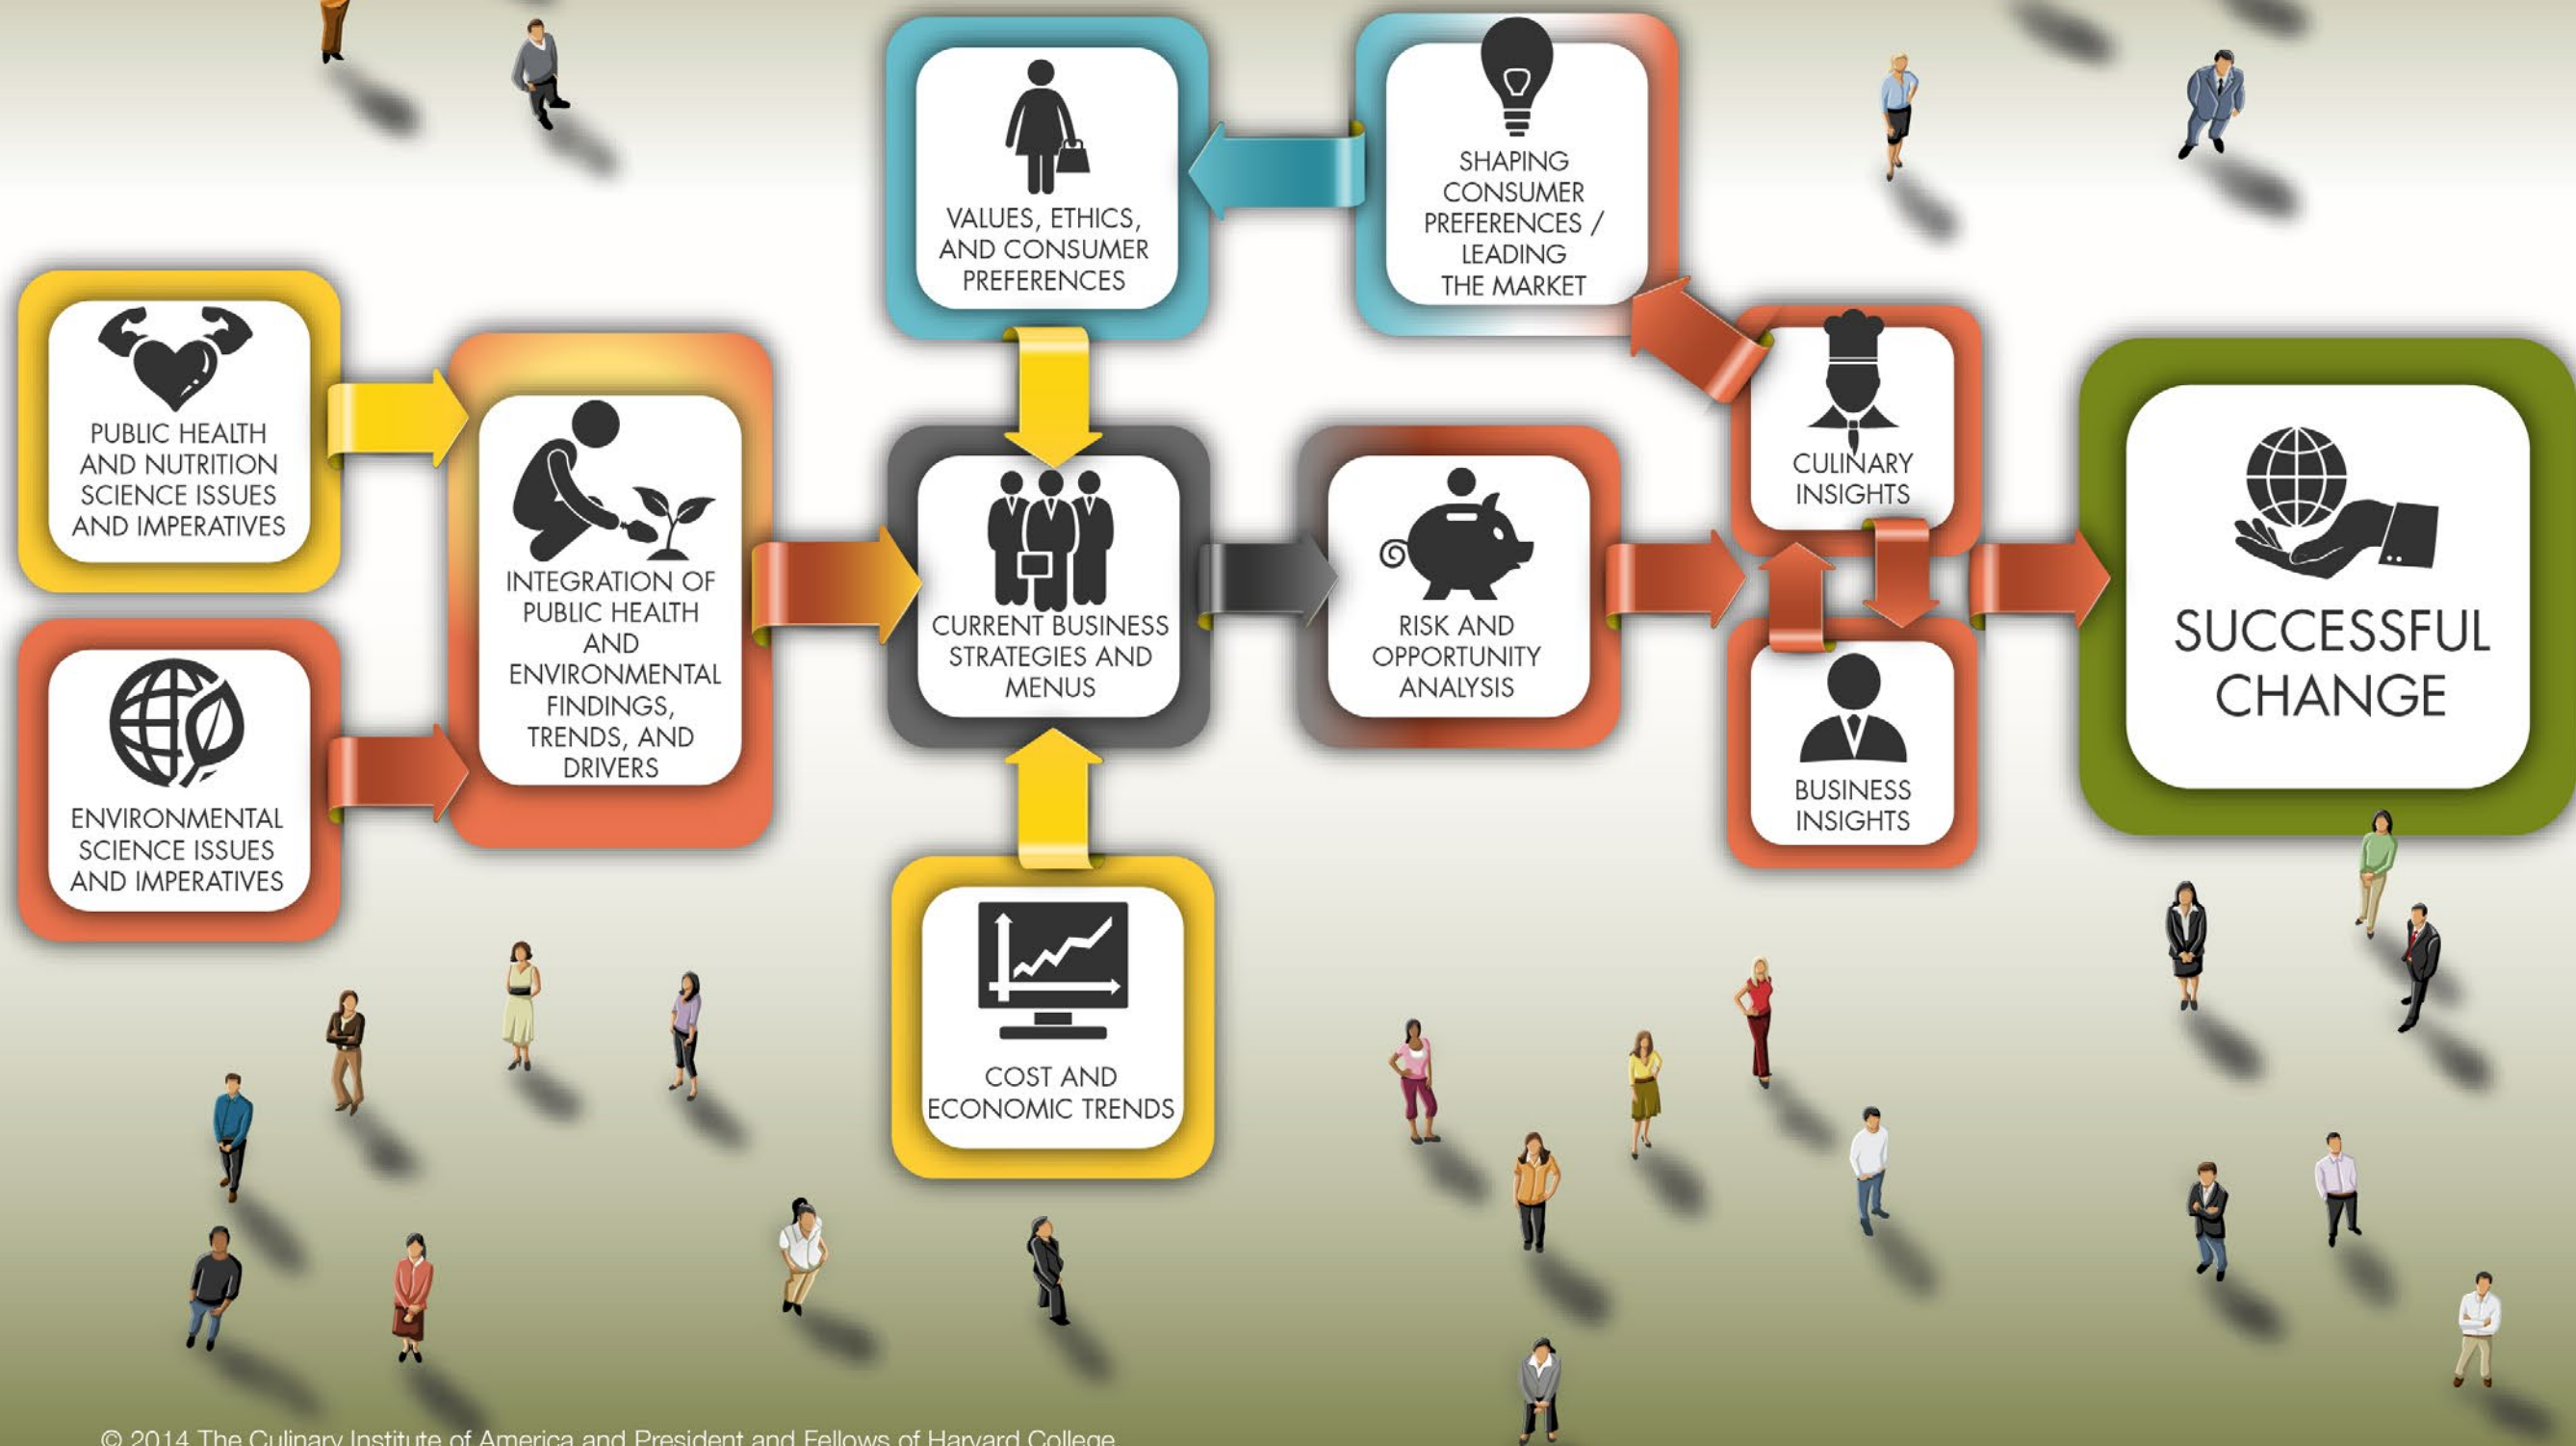 VALUES, ETHICS,
AND CONSUMER
PREFERENCES
SHAPING
CONSUMER
PREFERENCES /
LEADING
THE MARKET
PUBLIC HEALTH
AND NUTRITION
SCIENCE ISSUES
AND IMPERATIVES
ENVIRONMENTAL
SCIENCE ISSUES
AND IMPERATIVES
INTEGRATION OF
PUBLIC HEALTH
AND
ENVIRONMENTAL
FINDINGS,
TRENDS, AND
DRIVERS
CURRENT BUSINESS
STRATEGIES AND
MENUS
RISK AND
OPPORTUNITY
ANALYSIS
CULINARY
INSIGHTS
BUSINESS
INSIGHTS
SUCCESSFUL
CHANGE
COST AND
ECONOMIC TRENDS
© 2014 The Culinary Institute of America and President and Fellows of Harvard College